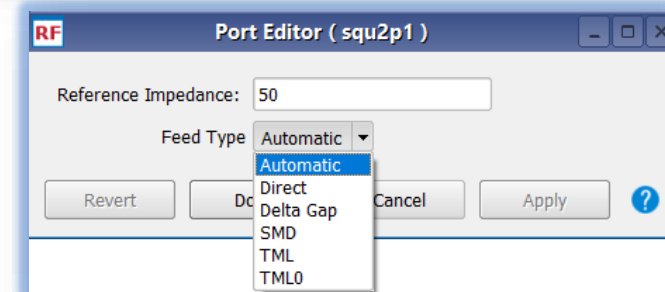 RF Port Editor ( squ2p1 )
Reference Impedance: 50
Feed Type Automatic
Automatic
Direct
Delta Gap
SMD
TML
TML0
Revert Cancel Apply ?